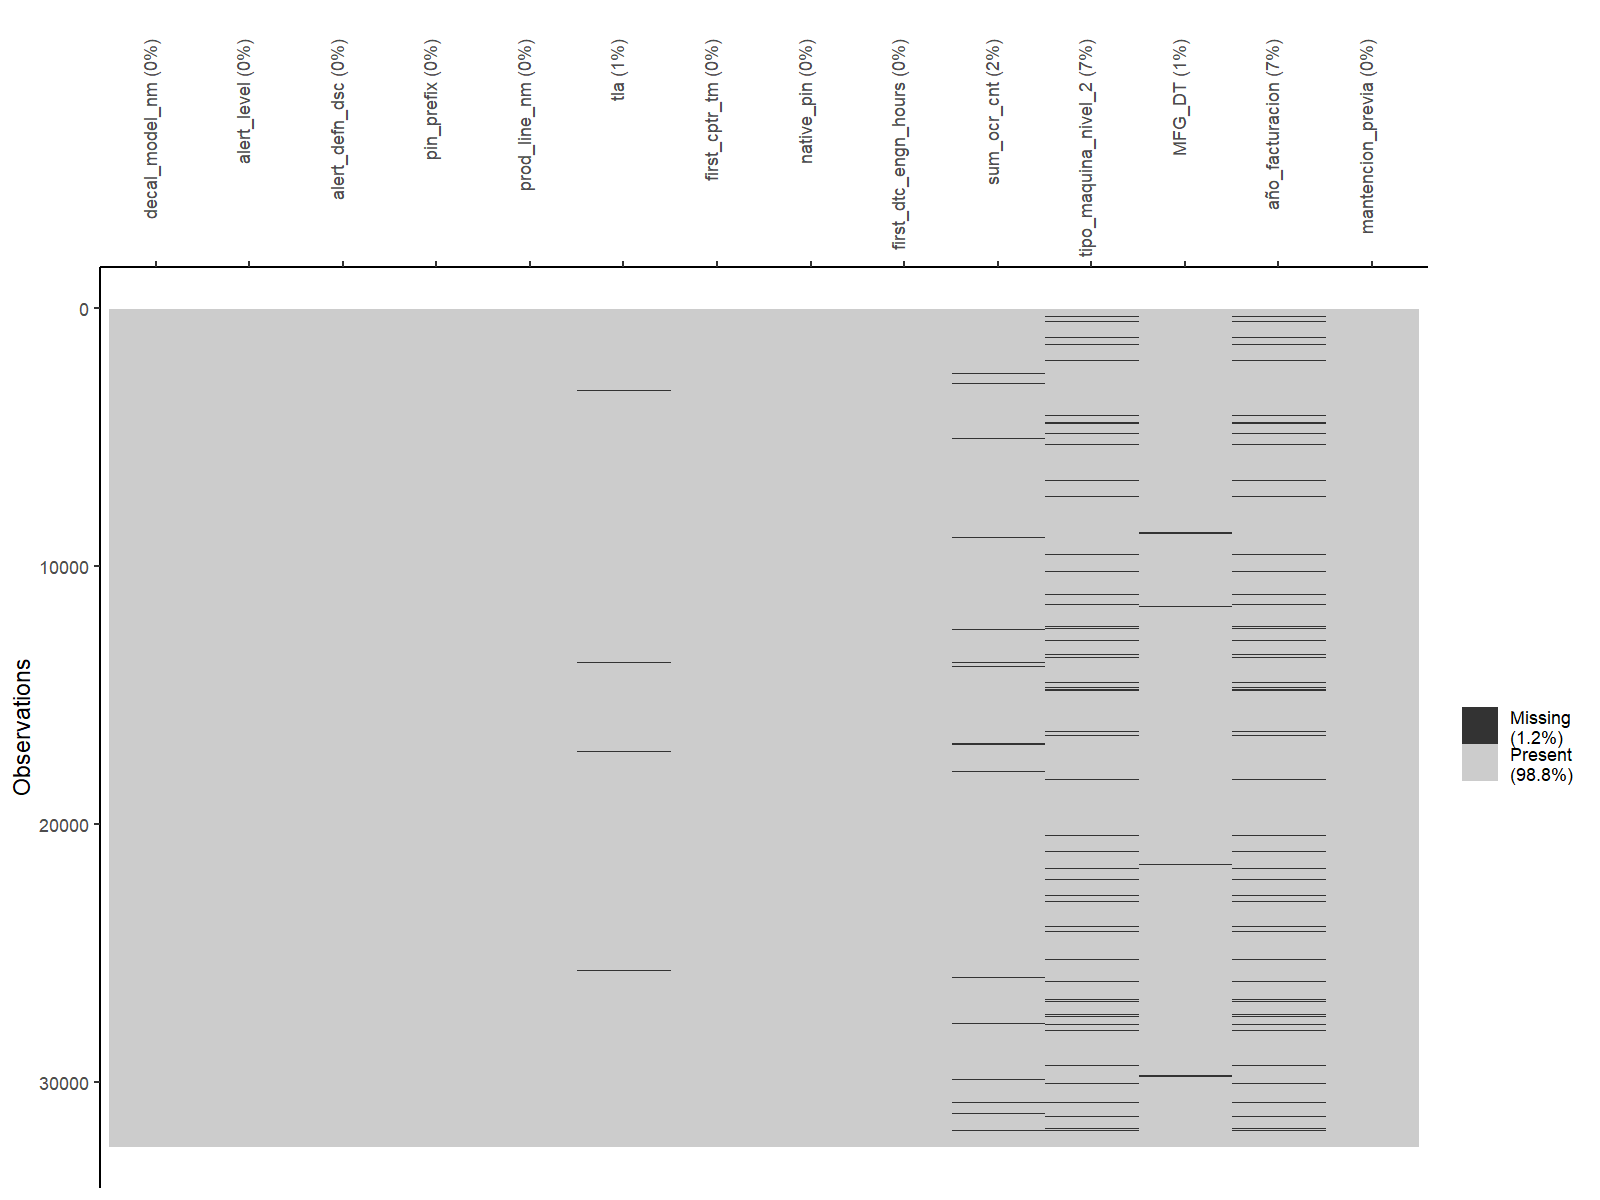 decal_model_nm (0%)
alert_level (0%)
alert_defn_dsc (0%)
pin_prefix (0%)
prod_line_nm (0%)
tla (1%)
first_cptr_tm (0%)
native_pin (0%)
first_dtc_engn_hours (0%)
sum_ocr_cnt (2%)
tipo_maquina_nivel_2 (7%)
MFG_DT (1%)
año_facturacion (7%)
mantencion_previa (0%)
0
10000
20000
30000
Observations
Missing
(1.2%)
Present
(98.8%)